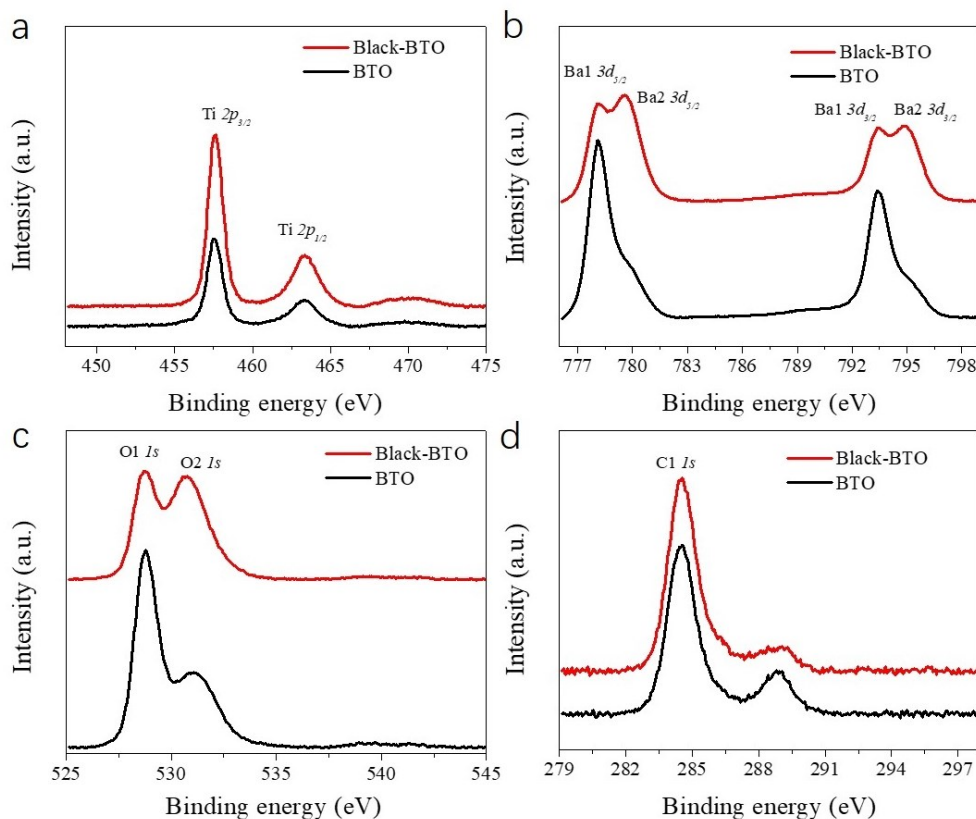 a
Black-BTO
BTO
Ti 2p3/2
Ti 2p1/2
Intensity (a.u.)
450 455 460 465 470 475
Binding energy (eV)
b
Black-BTO
BTO
Ba1 3d5/2
Ba2 3d5/2
Ba1 3d3/2
Ba2 3d3/2
Intensity (a.u.)
777 780 783 786 789 792 795 798
Binding energy (eV)
c
Black-BTO
BTO
O1 1s
O2 1s
Intensity (a.u.)
525 530 535 540 545
Binding energy (eV)
d
Black-BTO
BTO
C1 1s
Intensity (a.u.)
279 282 285 288 291 294 297
Binding energy (eV)